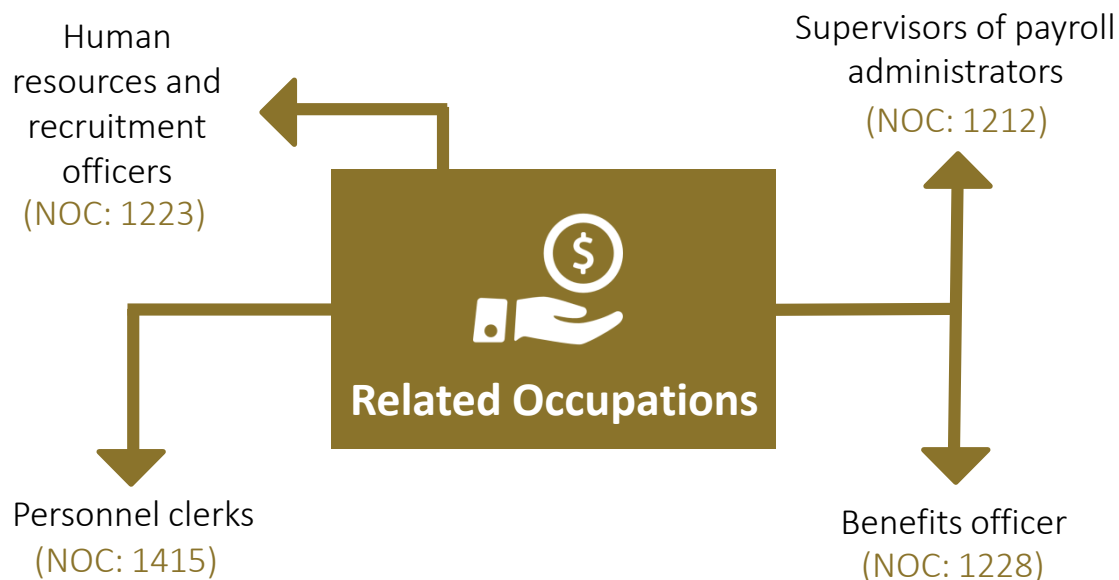 Human
resources and
recruitment
officers
(NOC: 1223)
Supervisors of payroll
administrators
(NOC: 1212)
$
Related Occupations
Personnel clerks
(NOC: 1415)
Benefits officer
(NOC: 1228)